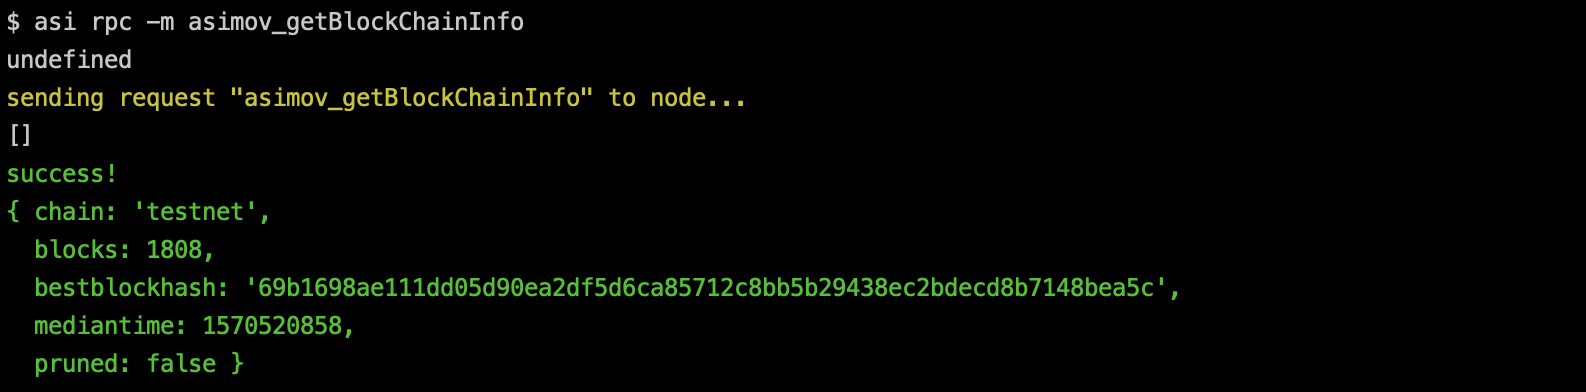 $ asi rpc -m asimov_getBlockChainInfo
undefined
sending request "asimov_getBlockChainInfo" to node...
[]
success!
{ chain: 'testnet',
  blocks: 1808,
  bestblockhash: '69b1698ae111dd05d90ea2df5d6ca85712c8bb5b29438ec2bdecd8b7148bea5c',
  mediantime: 1570520858,
  pruned: false }